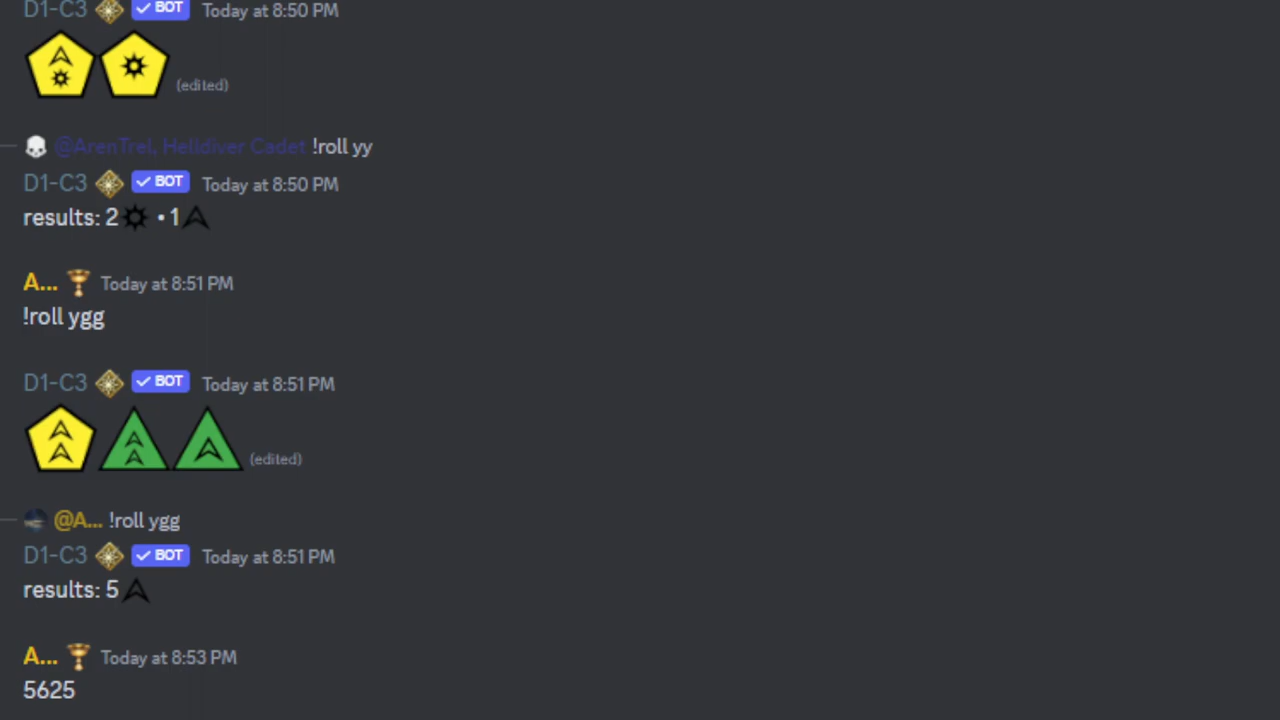 D1-C3 BOT Today at 8:50 PM
(edited)
@ArenTrel, Helldiver Cadet !roll yy
D1-C3 BOT Today at 8:50 PM
results: 2 • 1
A... Today at 8:51 PM
!roll ygg
D1-C3 BOT Today at 8:51 PM
(edited)
@A... !roll ygg
D1-C3 BOT Today at 8:51 PM
results: 5
A... Today at 8:53 PM
5625